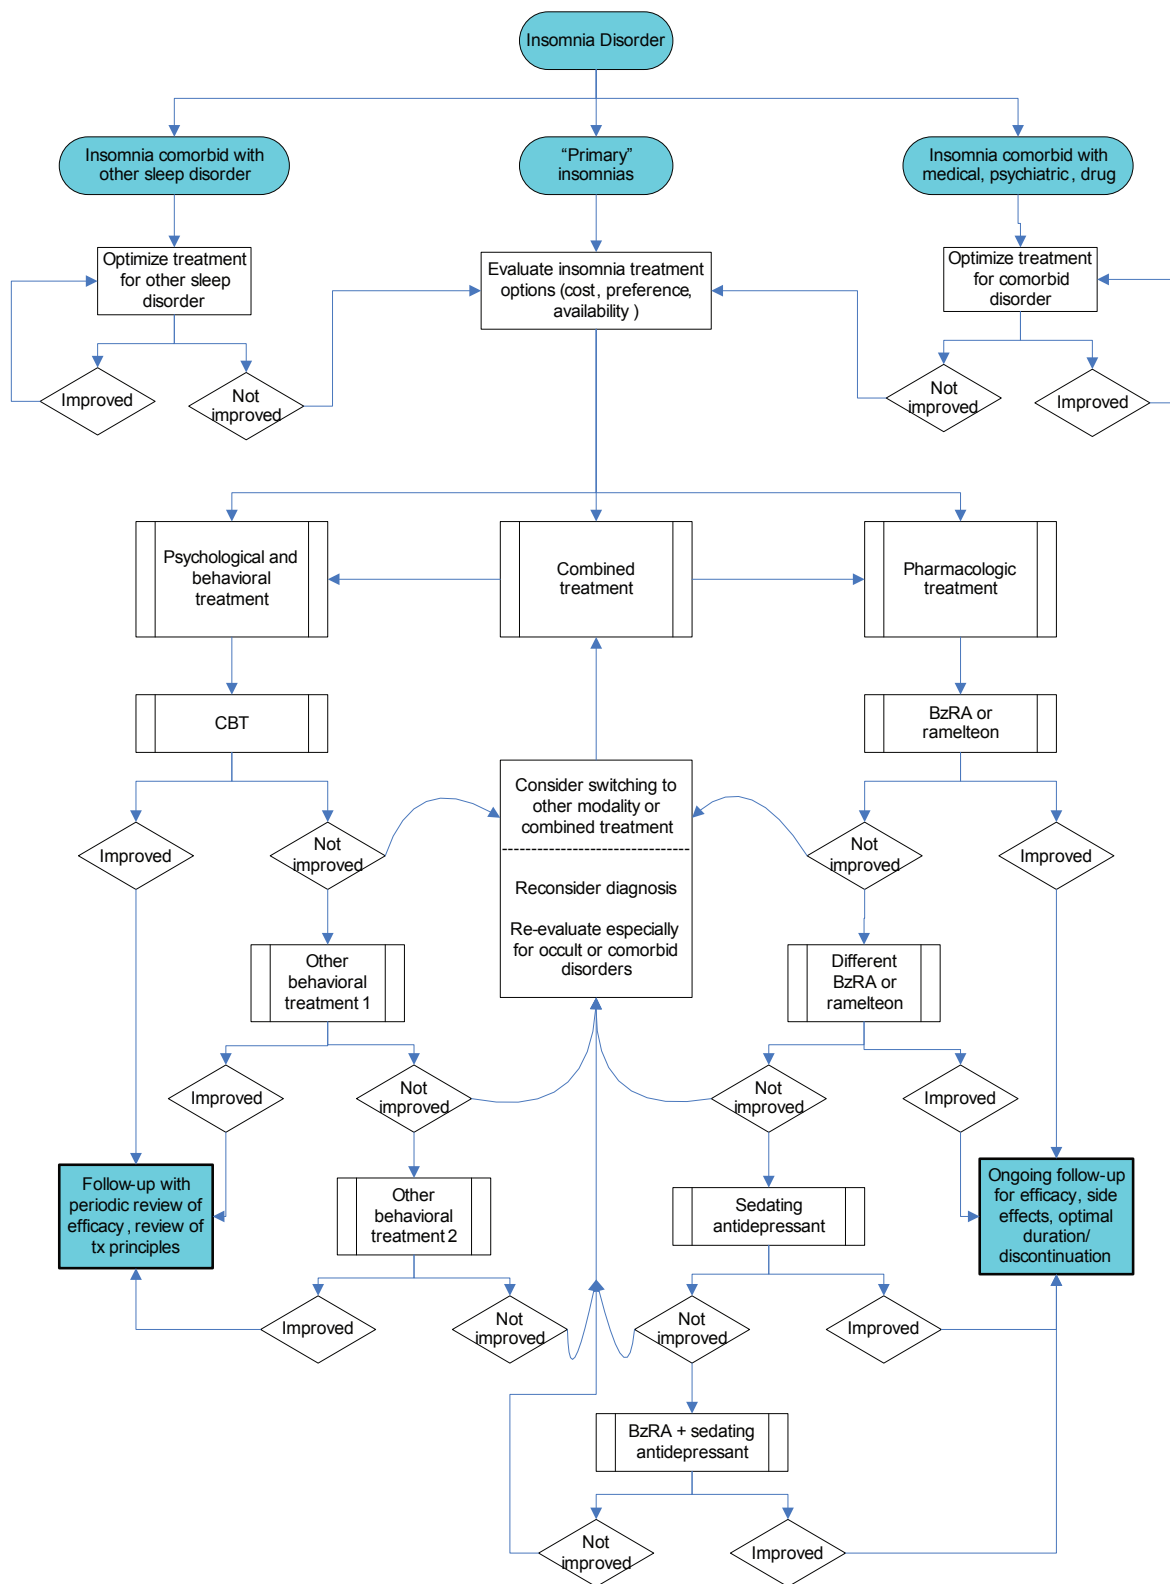 Insomnia Disorder
Insomnia comorbid with
other sleep disorder
“Primary”
insomnias
Insomnia comorbid with
medical, psychiatric , drug
Optimize treatment
for other sleep
disorder
Evaluate insomnia treatment
options (cost , preference,
availability )
Optimize treatment
for comorbid
disorder
Improved
Not
improved
Not
improved
Improved
Psychological and
behavioral
treatment
Combined
treatment
Pharmacologic
treatment
CBT
BzRA or
ramelteon
Consider switching to
other modality or
combined treatment
Reconsider diagnosis
Re-evaluate especially
for occult or comorbid
disorders
Improved
Not
improved
Not
improved
Improved
Other
behavioral
treatment 1
Different
BzRA or
ramelteon
Improved
Not
improved
Not
improved
Improved
Follow-up with
periodic review of
efficacy , review of
tx principles
Other
behavioral
treatment 2
Sedating
antidepressant
Ongoing follow-up
for efficacy, side
effects, optimal
duration/
discontinuation
Improved
Not
improved
Not
improved
Improved
BzRA + sedating
antidepressant
Not
improved
Improved